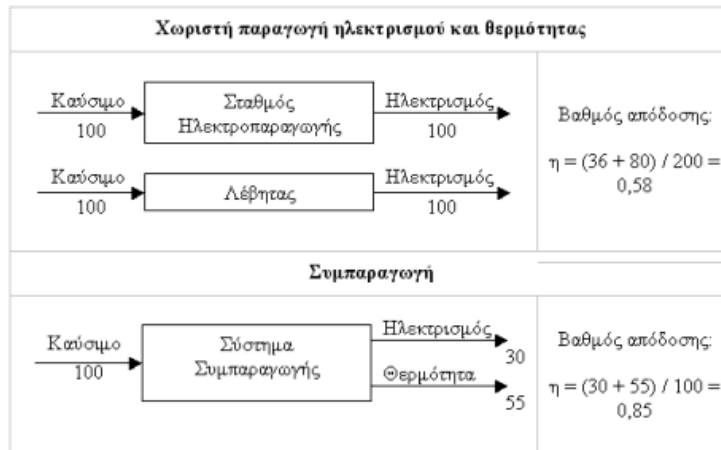 Χωριστή παραγωγή ηλεκτρισμού και θερμότητας
Καύσιμο
100
Σταθμός
Ηλεκτροπαραγωγής
Ηλεκτρισμός
100
Καύσιμο
100
Λέβητας
Ηλεκτρισμός
100
Βαθμός απόδοσης:
η = (36 + 80) / 200 =
0,58
Συμπαραγωγή
Καύσιμο
100
Σύστημα
Συμπαραγωγής
Ηλεκτρισμός
30
Θερμότητα
55
Βαθμός απόδοσης:
η = (30 + 55) / 100 =
0,85